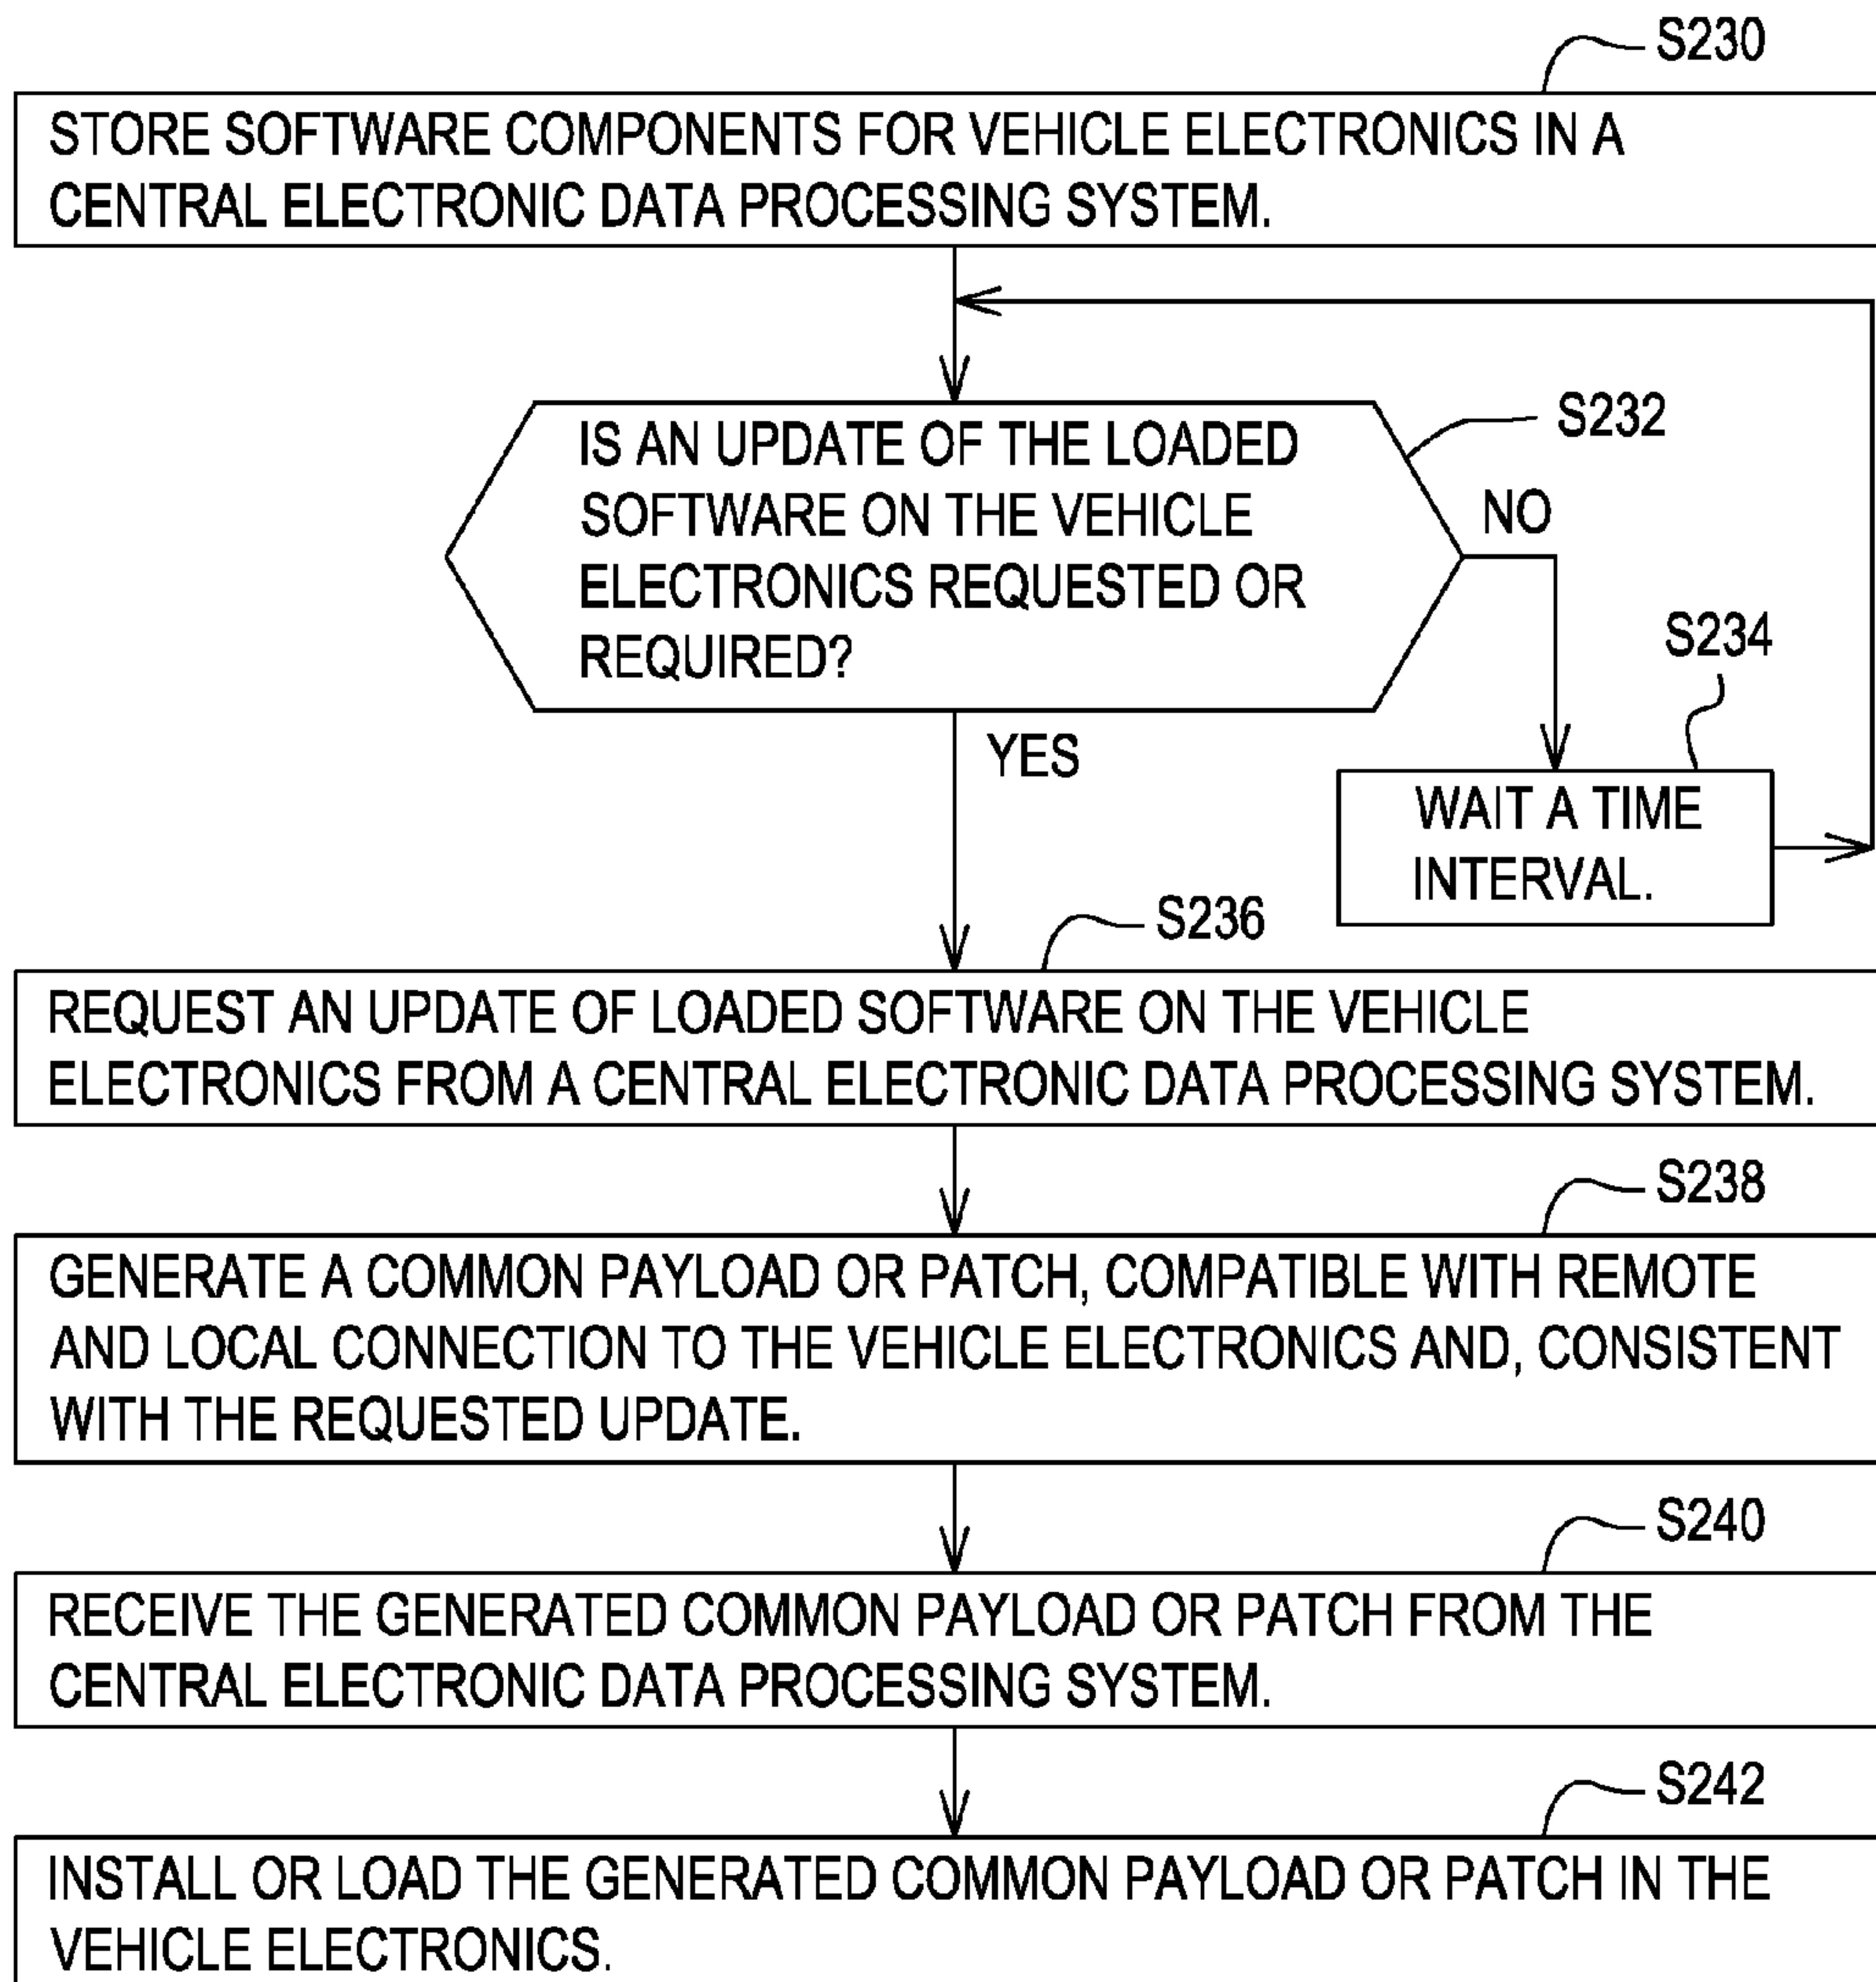 S230
STORE SOFTWARE COMPONENTS FOR VEHICLE ELECTRONICS IN A
CENTRAL ELECTRONIC DATA PROCESSING SYSTEM.
S232
IS AN UPDATE OF THE LOADED
SOFTWARE ON THE VEHICLE
ELECTRONICS REQUESTED OR
REQUIRED?
NO
S234
YES
WAIT A TIME
INTERVAL.
S236
REQUEST AN UPDATE OF LOADED SOFTWARE ON THE VEHICLE
ELECTRONICS FROM A CENTRAL ELECTRONIC DATA PROCESSING SYSTEM.
S238
GENERATE A COMMON PAYLOAD OR PATCH, COMPATIBLE WITH REMOTE
AND LOCAL CONNECTION TO THE VEHICLE ELECTRONICS AND, CONSISTENT
WITH THE REQUESTED UPDATE.
S240
RECEIVE THE GENERATED COMMON PAYLOAD OR PATCH FROM THE
CENTRAL ELECTRONIC DATA PROCESSING SYSTEM.
S242
INSTALL OR LOAD THE GENERATED COMMON PAYLOAD OR PATCH IN THE
VEHICLE ELECTRONICS.